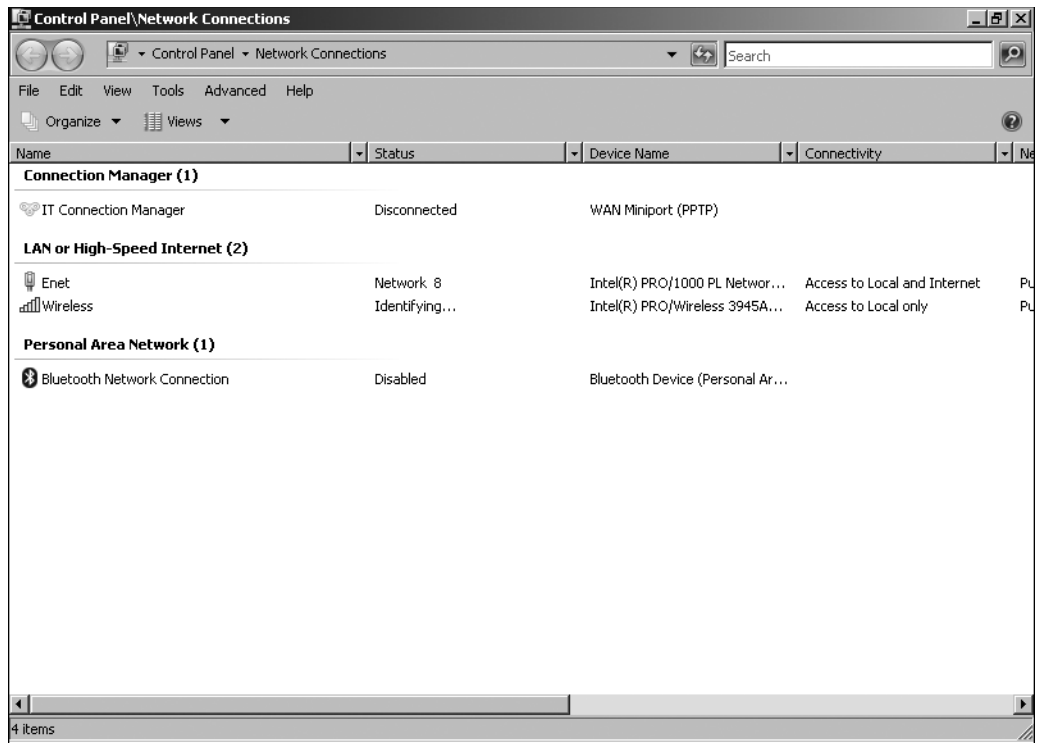 Control Panel\Network Connections
Control Panel Network Connections Search
File Edit View Tools Advanced Help
Organize Views
Name Status Device Name Connectivity Ne
Connection Manager (1)
IT Connection Manager Disconnected WAN Miniport (PPTP)
LAN or High-Speed Internet (2)
Enet Network 8 Intel(R) PRO/1000 PL Networ... Access to Local and Internet Pu
Wireless Identifying... Intel(R) PRO/Wireless 3945A... Access to Local only Pu
Personal Area Network (1)
Bluetooth Network Connection Disabled Bluetooth Device (Personal Ar...
4 items